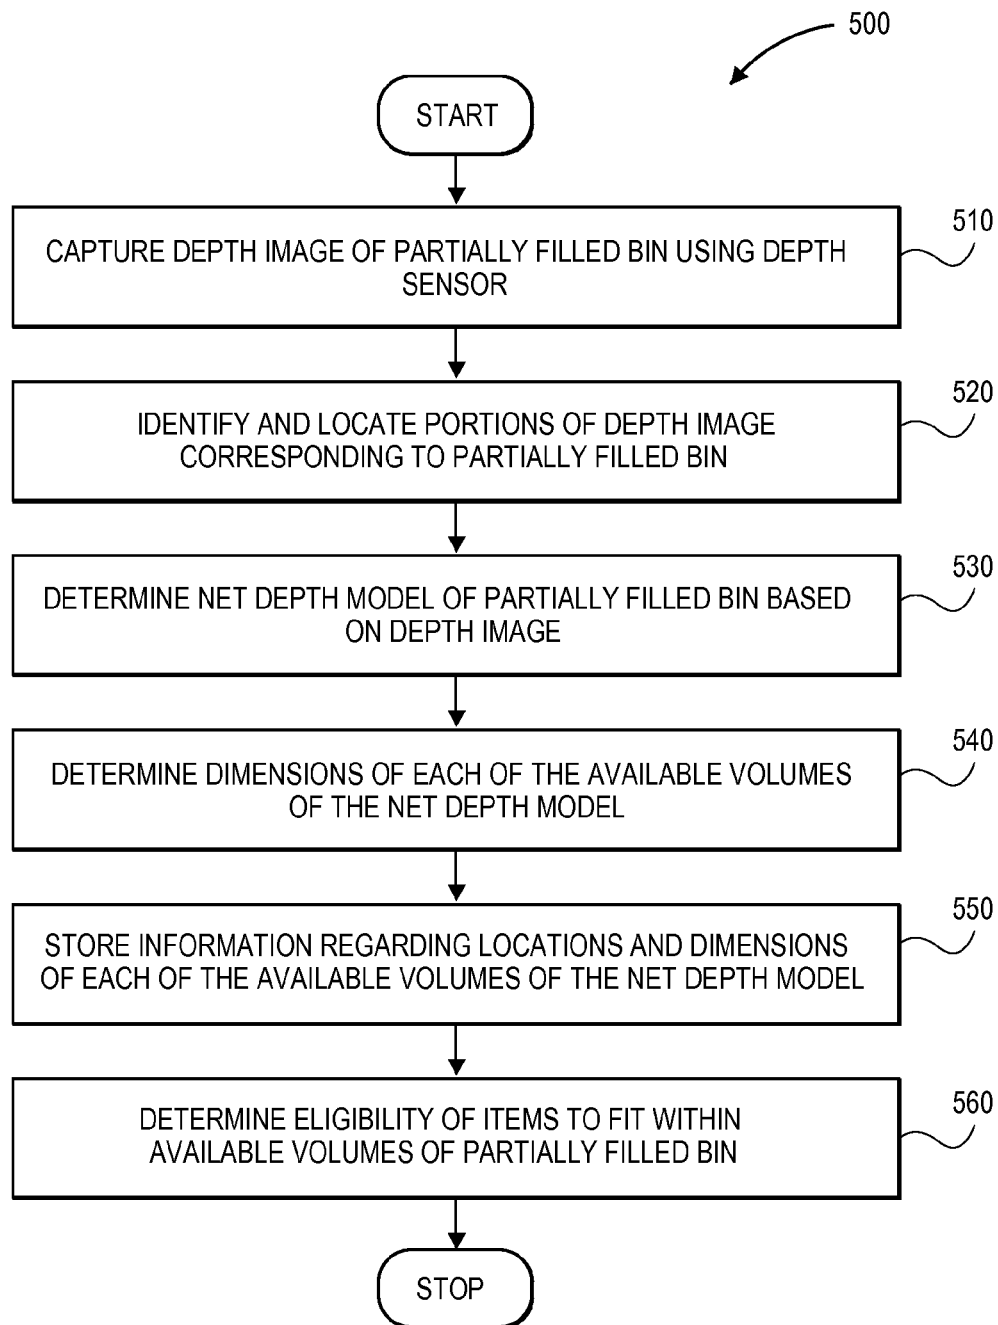 500
START
510
CAPTURE DEPTH IMAGE OF PARTIALLY FILLED BIN USING DEPTH
SENSOR
520
IDENTIFY AND LOCATE PORTIONS OF DEPTH IMAGE
CORRESPONDING TO PARTIALLY FILLED BIN
530
DETERMINE NET DEPTH MODEL OF PARTIALLY FILLED BIN BASED
ON DEPTH IMAGE
540
DETERMINE DIMENSIONS OF EACH OF THE AVAILABLE VOLUMES
OF THE NET DEPTH MODEL
550
STORE INFORMATION REGARDING LOCATIONS AND DIMENSIONS
OF EACH OF THE AVAILABLE VOLUMES OF THE NET DEPTH MODEL
560
DETERMINE ELIGIBILITY OF ITEMS TO FIT WITHIN
AVAILABLE VOLUMES OF PARTIALLY FILLED BIN
STOP